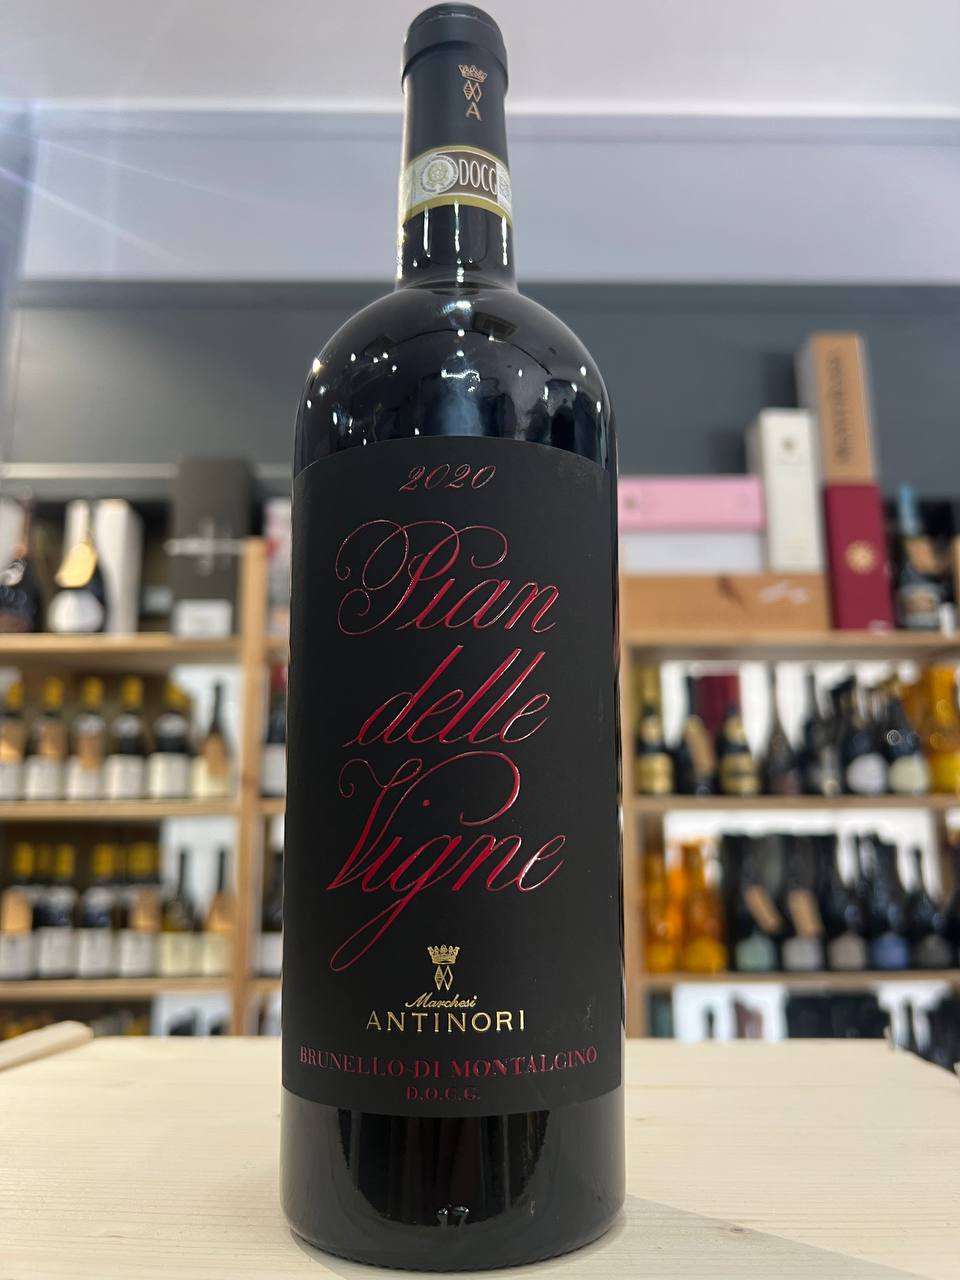 A
DOCG
2020
Pian
delle
Vigne
Marchesi
ANTINORI
BRUNELLO DI MONTALCINO
D.O.C.G.